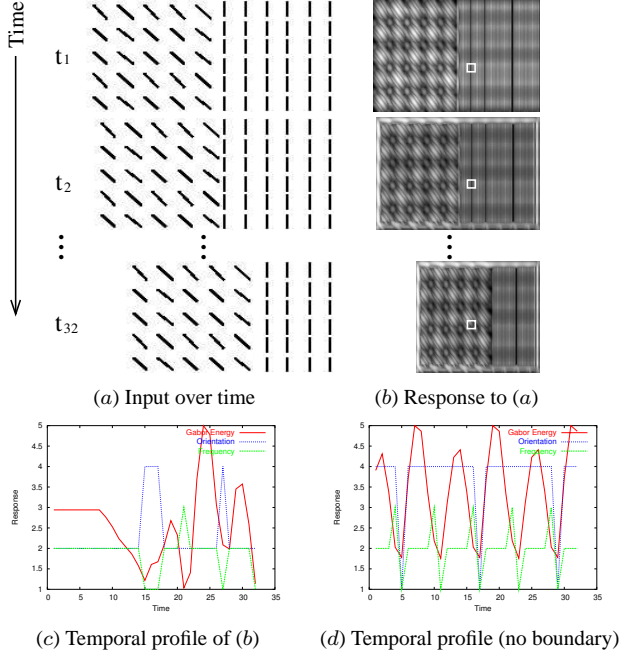 Time
t1
t2
t32
(a) Input over time
(b) Response to (a)
5
4.5
4
3.5
3
2.5
2
1.5
1
Response
0 5 10 15 20 25 30 35
Time
Gabor Energy
Orientation
Frequency
(c) Temporal profile of (b)
5
4.5
4
3.5
3
2.5
2
1.5
1
Response
0 5 10 15 20 25 30 35
Time
Gabor Energy
Orientation
Frequency
(d) Temporal profile (no boundary)